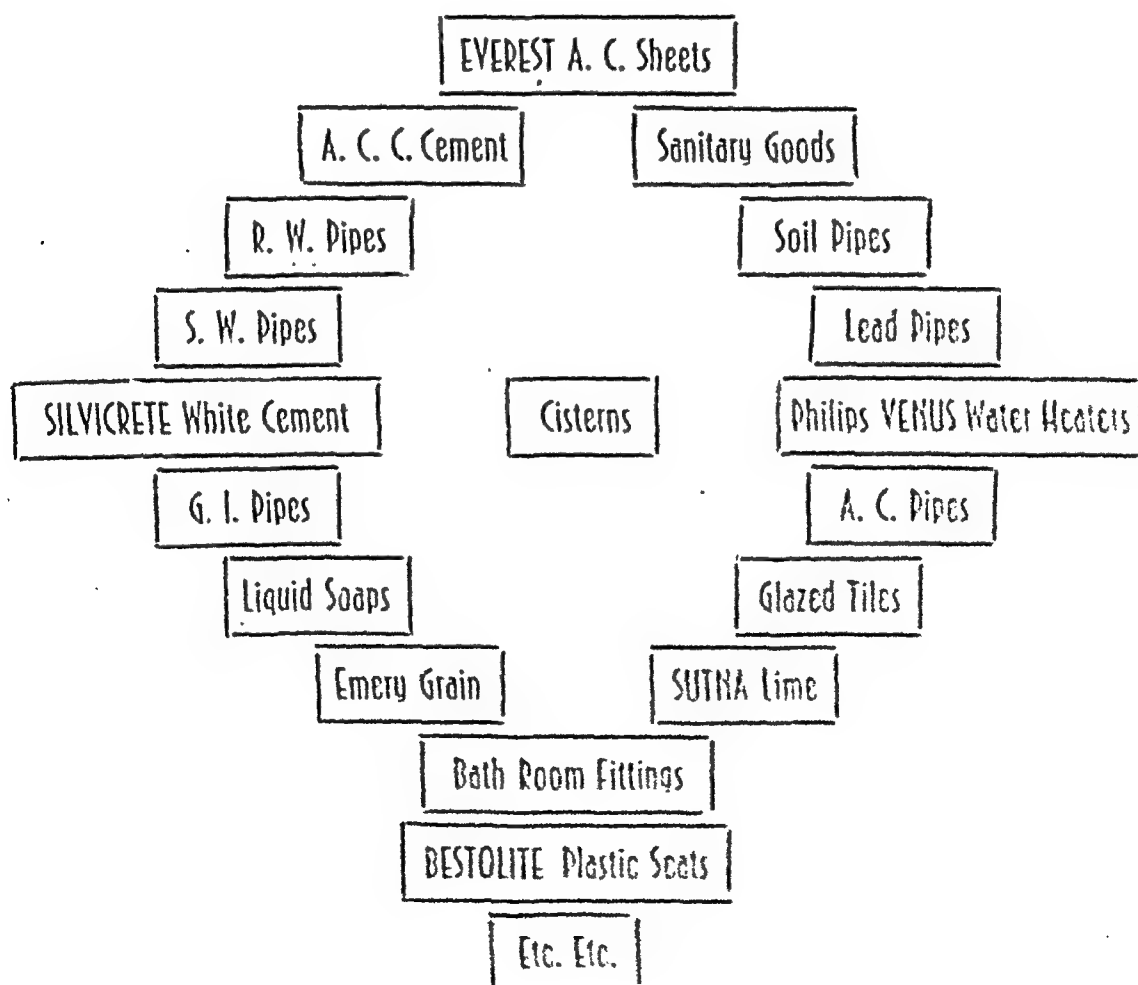 EVEREST A. C. Sheets
A. C. C. Cement
Sanitary Goods
R. W. Pipes
Soil Pipes
S. W. Pipes
Lead Pipes
SILVICRETE White Cement
Cisterns
Philips VENUS Water Heaters
G. I. Pipes
A. C. Pipes
Liquid Soaps
Glazed Tiles
Emery Grain
SUTNA Lime
Bath Room Fittings
BESTOLITE Plastic Seats
Etc. Etc.